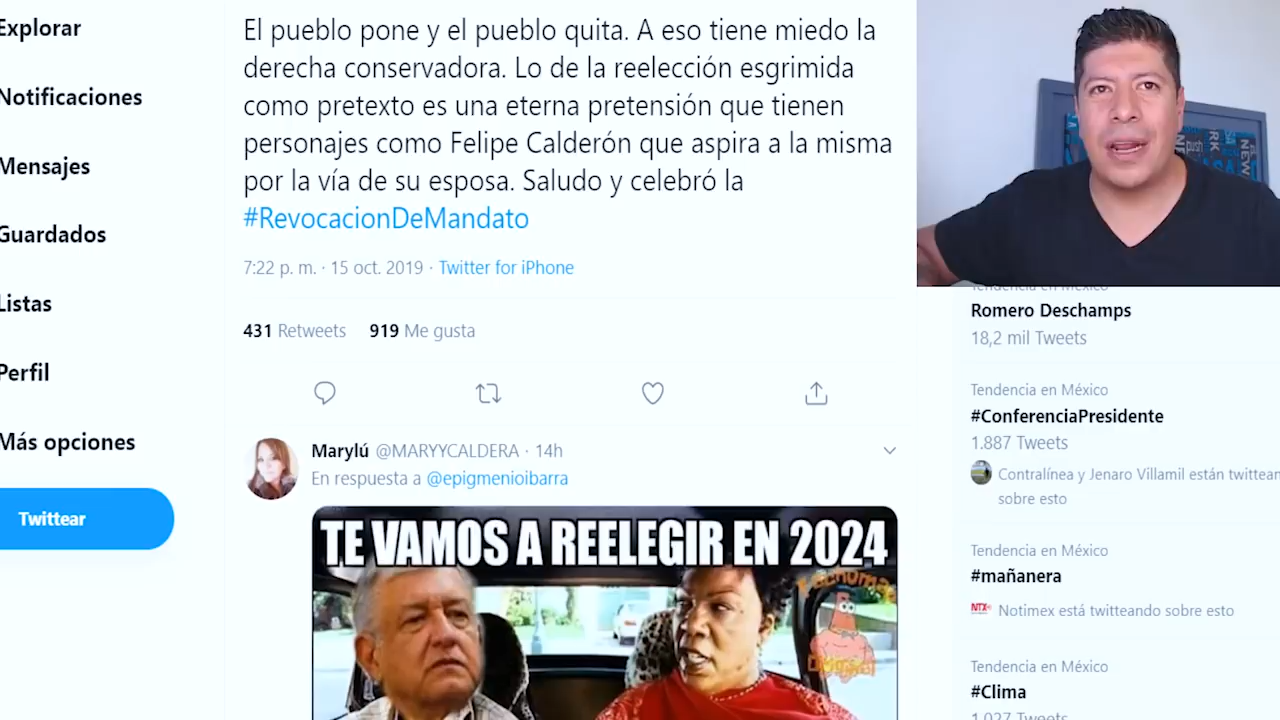 Explorar
Notificaciones
Mensajes
Guardados
Listas
Perfil
Más opciones
Twittear
El pueblo pone y el pueblo quita. A eso tiene miedo la
derecha conservadora. Lo de la reelección esgrimida
como pretexto es una eterna pretensión que tienen
personajes como Felipe Calderón que aspira a la misma
por la vía de su esposa. Saludo y celebró la
#RevocacionDeMandato
7:22 p. m. · 15 oct. 2019 · Twitter for iPhone
431 Retweets 919 Me gusta
Marylú @MARYYCALDERA · 14h
En respuesta a @epigmenioibarra
TE VAMOS A REELEGIR EN 2024
Tendencia en México
Romero Deschamps
18,2 mil Tweets
Tendencia en México
#ConferenciaPresidente
1.887 Tweets
Contralínea y Jenaro Villamil están twittean
sobre esto
Tendencia en México
#mañanera
NTX
Notimex está twitteando sobre esto
Tendencia en México
#Clima
1.027 Tweets